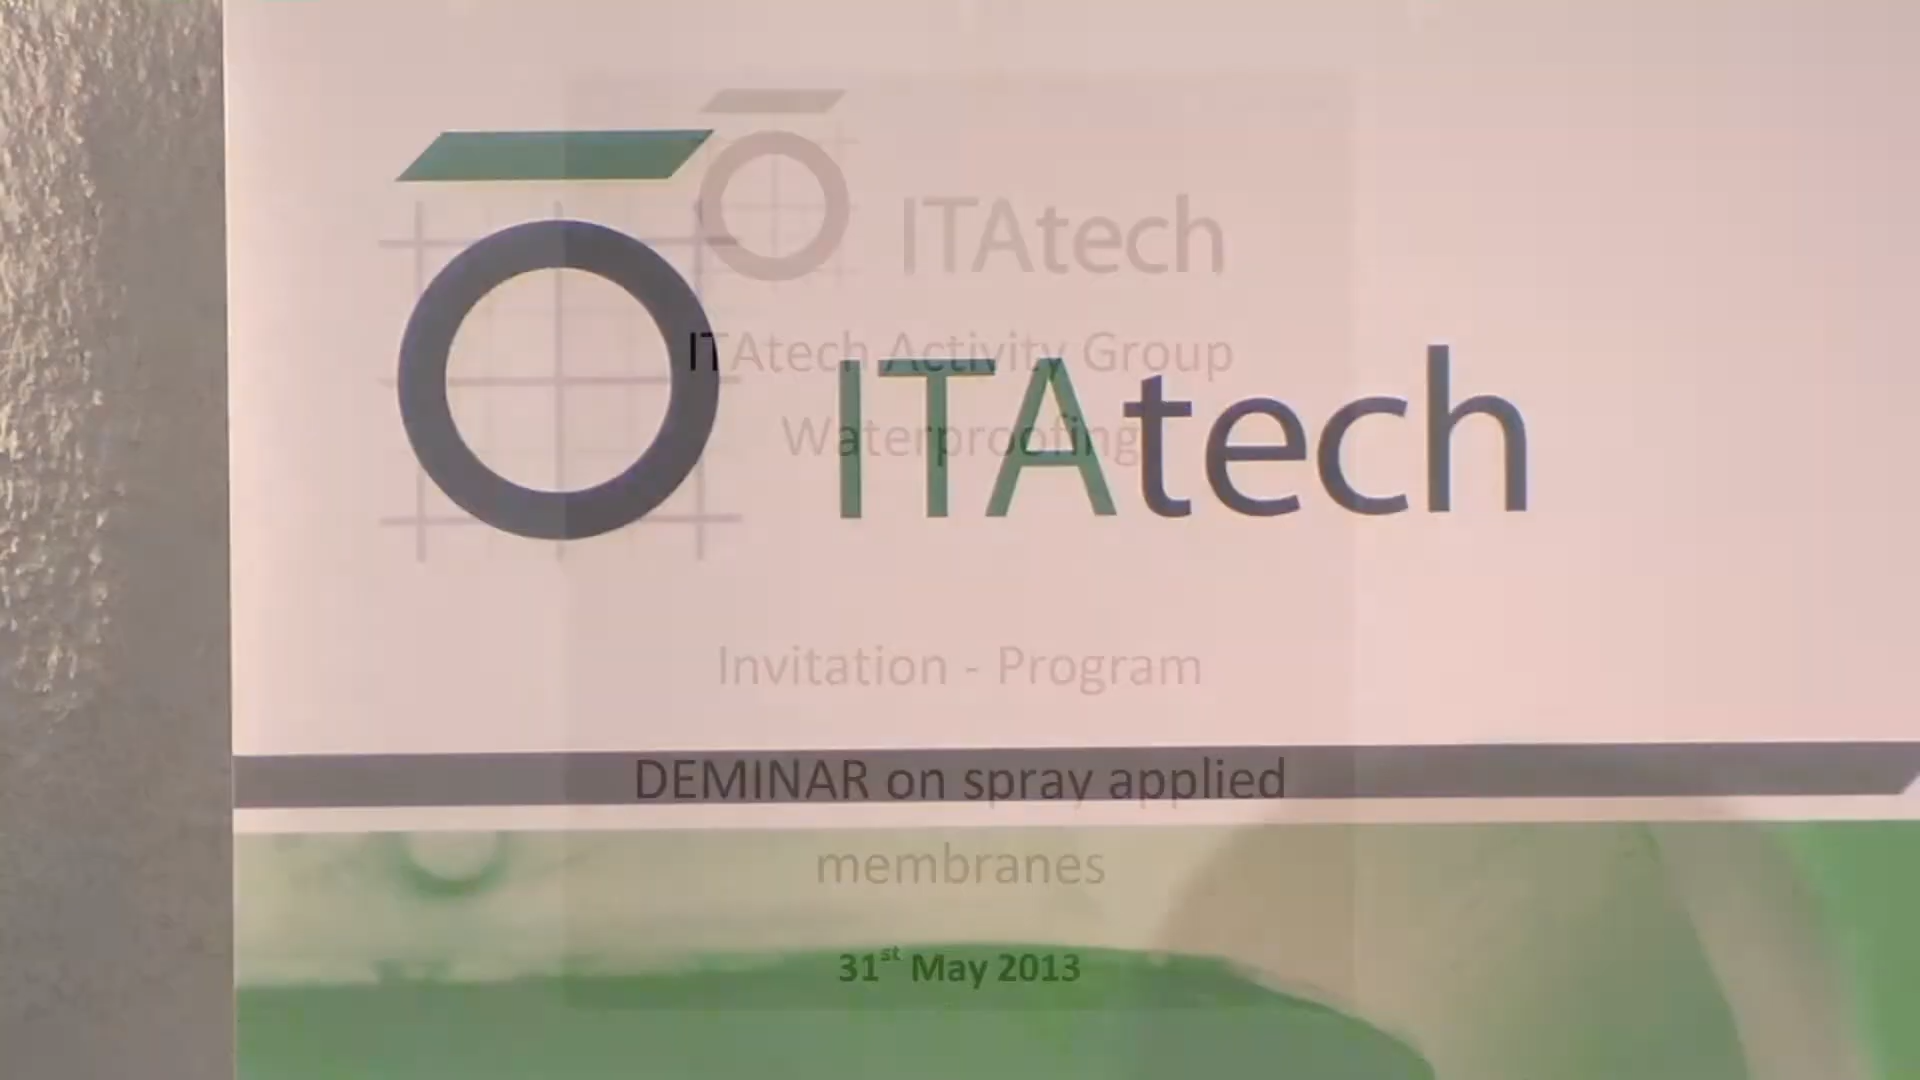 ITAtech
ITAtech Activity Group
Waterproofing
ITAtech
Invitation - Program
DEMINAR on spray applied
membranes
31st May 2013